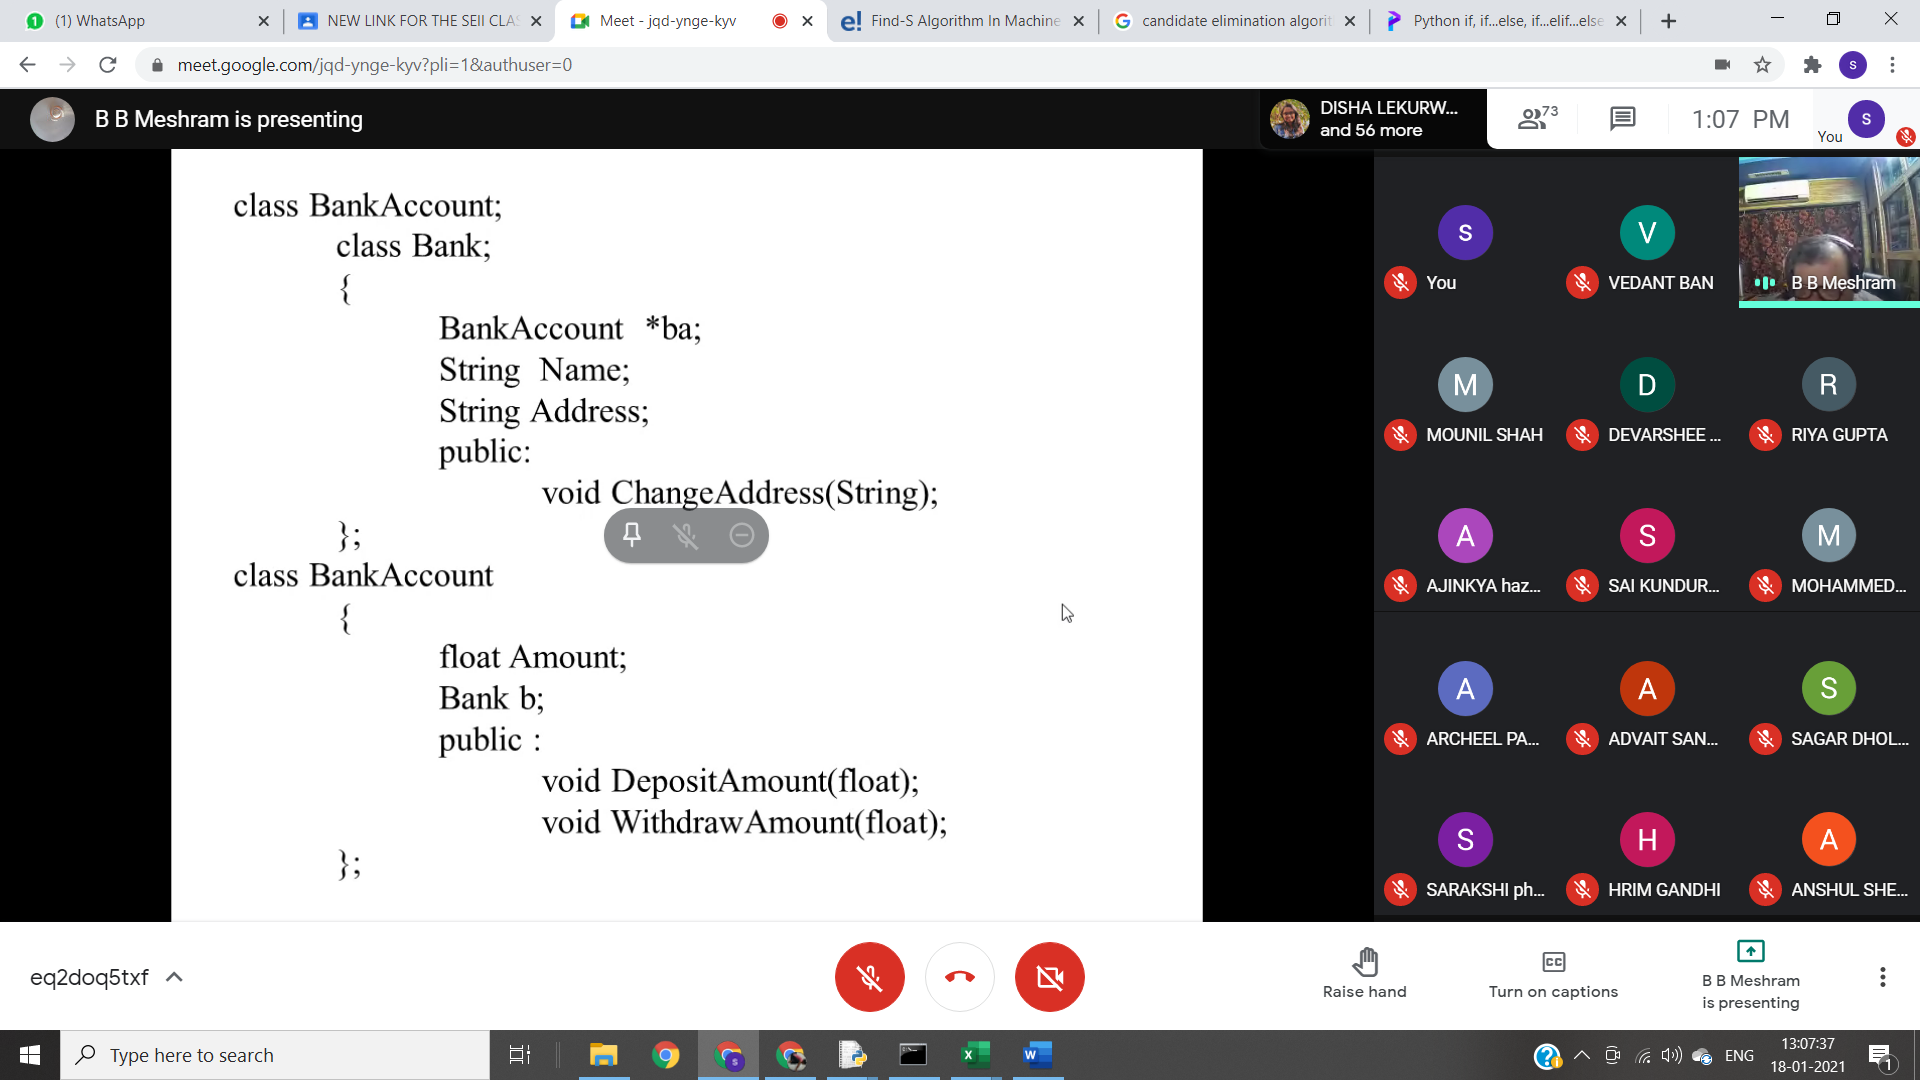 (1) WhatsApp
NEW LINK FOR THE SEII CLAS
Meet - jqd-ynge-kyv
Find-S Algorithm In Machine
candidate elimination algorit
Python if, if...else, if...elif...else
meet.google.com/jqd-ynge-kyv?pli=1&authuser=0
S
B B Meshram is presenting
DISHA LEKURW...
and 56 more
73
1:07 PM
You
S
class BankAccount;
class Bank;
{
BankAccount *ba;
String Name;
String Address;
public:
void ChangeAddress(String);
};
class BankAccount
{
float Amount;
Bank b;
public :
void DepositAmount(float);
void WithdrawAmount(float);
};
S
You
V
VEDANT BAN
B B Meshram
M
MOUNIL SHAH
D
DEVARSHEE ...
R
RIYA GUPTA
A
AJINKYA haz...
S
SAI KUNDUR...
M
MOHAMMED...
A
ARCHEEL PA...
A
ADVAIT SAN...
S
SAGAR DHOL...
S
SARAKSHI ph...
H
HRIM GANDHI
A
ANSHUL SHE...
eq2doq5txf
Raise hand
CC
Turn on captions
B B Meshram
is presenting
Type here to search
ENG
13:07:37
18-01-2021
1